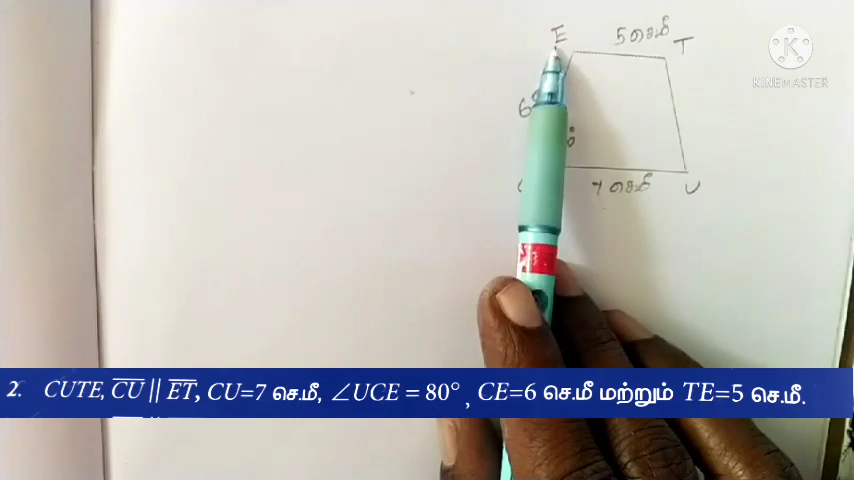 E 5 செமீ T
KINEMASTER
6
7 செமீ U
2. CUTE, CU || ET, CU=7 செ.மீ, ∠UCE = 80° , CE=6 செ.மீ மற்றும் TE=5 செ.மீ.